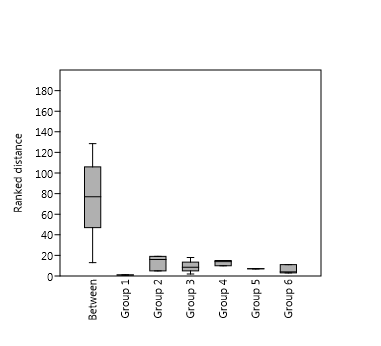 Ranked distance
180
160
140
120
100
80
60
40
20
0
Between
Group 1
Group 2
Group 3
Group 4
Group 5
Group 6